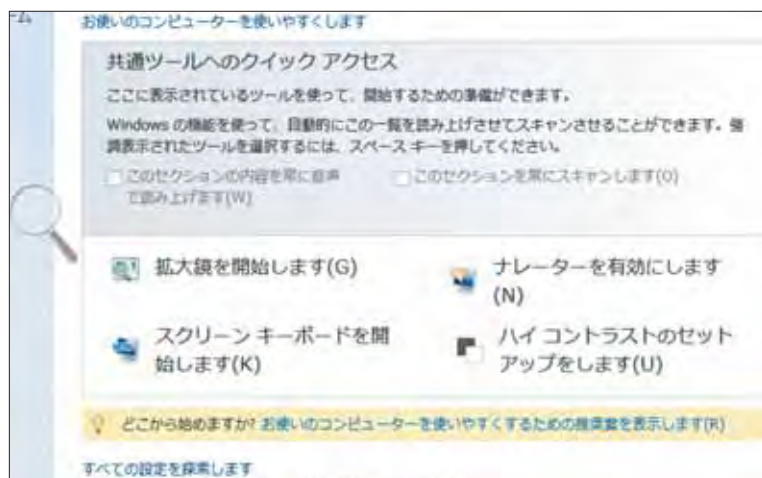 ーム
お使いのコンピューターを使いやすくします
共通ツールへのクイック アクセス
ここに表示されているツールを使って、開始するための準備ができます。
Windows の機能を使って、自動的にこの一覧を読み上げさせてスキャンさせることができます。強
調表示されたツールを選択するには、スペース キーを押してください。
このセクションの内容を常に音声
で読み上げます(W)
このセクションを常にスキャンします(O)
拡大鏡を開始します(G)
ナレーターを有効にします
(N)
スクリーン キーボードを開
始します(K)
ハイ コントラストのセット
アップをします(U)
どこから始めますか? お使いのコンピューターを使いやすくするための推奨案を表示します(R)
すべての設定を探索します